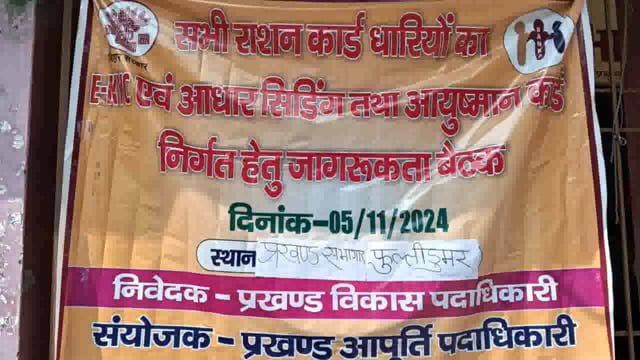 सभी राशन कार्ड धारियों का
E-KYC एवं आधार सिडिंग तथा आयुष्मान कार्ड
निर्गत हेतु जागरूकता बैठक
दिनांक-05/11/2024
स्थान प्रखण्ड सभागार फुल्लीडुमर
निवेदक - प्रखण्ड विकास पदाधिकारी
संयोजक - प्रखण्ड आपूर्ति पदाधिकारी